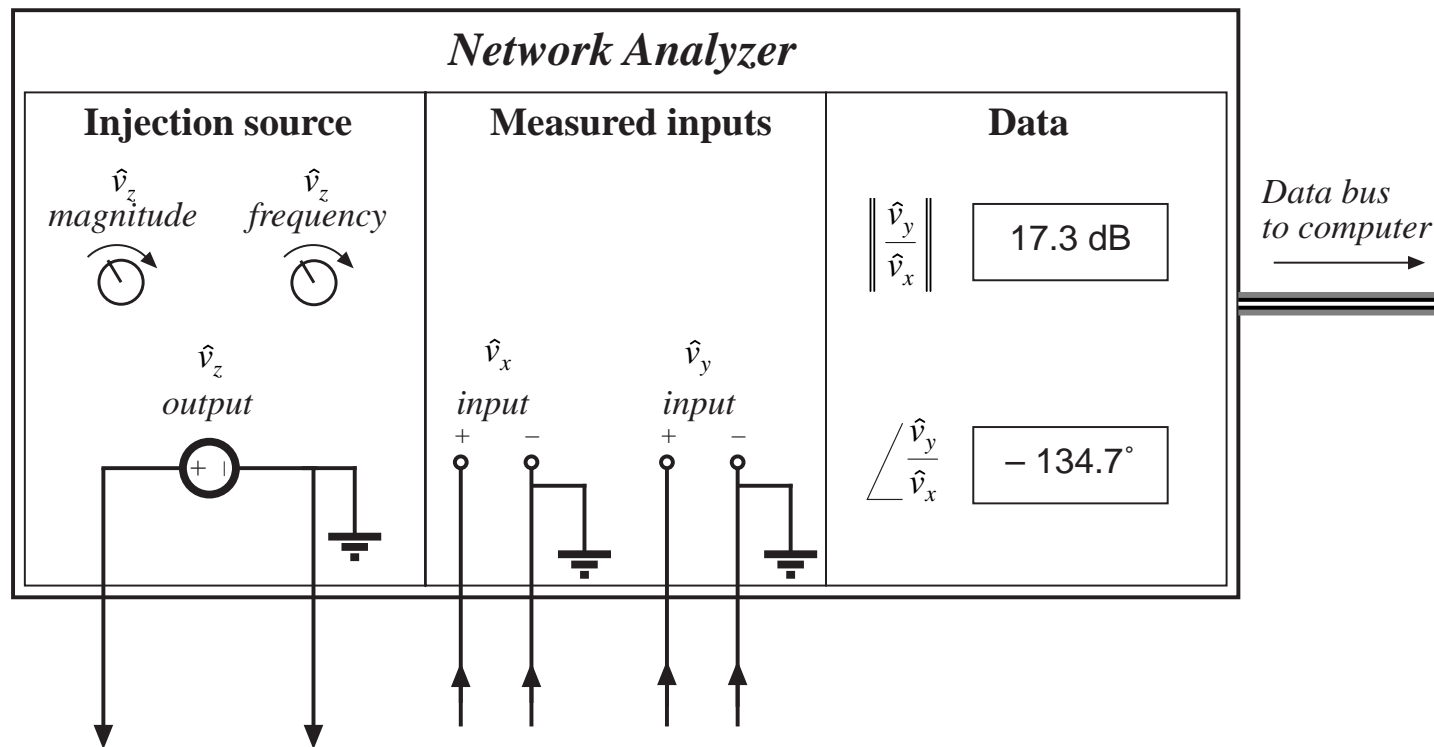 Network Analyzer
Injection source
v̂z
magnitude
v̂z
frequency
v̂z
output
+ −
Measured inputs
v̂x
input
+ −
v̂y
input
+ −
Data
‖v̂y/v̂x‖
17.3 dB
∠v̂y/v̂x
– 134.7˚
Data bus
to computer